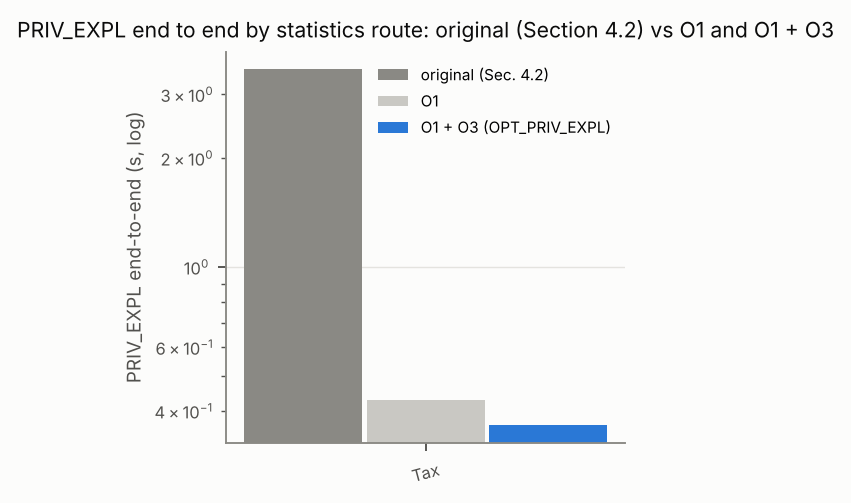 PRIV_EXPL end to end by statistics route: original (Section 4.2) vs O1 and O1 + O3
original (Sec. 4.2)
O1
O1 + O3 (OPT_PRIV_EXPL)
PRIV_EXPL end-to-end (s, log)
3 × 10⁰
2 × 10⁰
10⁰
6 × 10⁻¹
4 × 10⁻¹
Tax